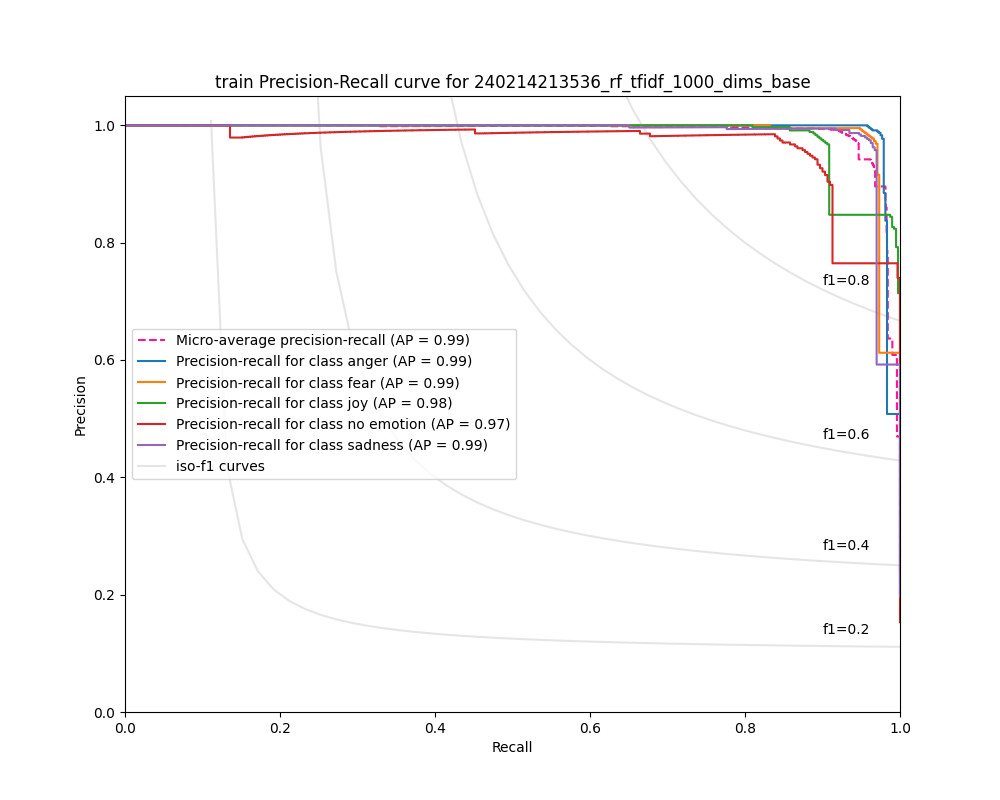 train Precision-Recall curve for 240214213536_rf_tfidf_1000_dims_base
1.0
0.8
0.6
0.4
0.2
0.0
Precision
f1=0.8
f1=0.6
f1=0.4
f1=0.2
Micro-average precision-recall (AP = 0.99)
Precision-recall for class anger (AP = 0.99)
Precision-recall for class fear (AP = 0.99)
Precision-recall for class joy (AP = 0.98)
Precision-recall for class no emotion (AP = 0.97)
Precision-recall for class sadness (AP = 0.99)
iso-f1 curves
0.0 0.2 0.4 0.6 0.8 1.0
Recall